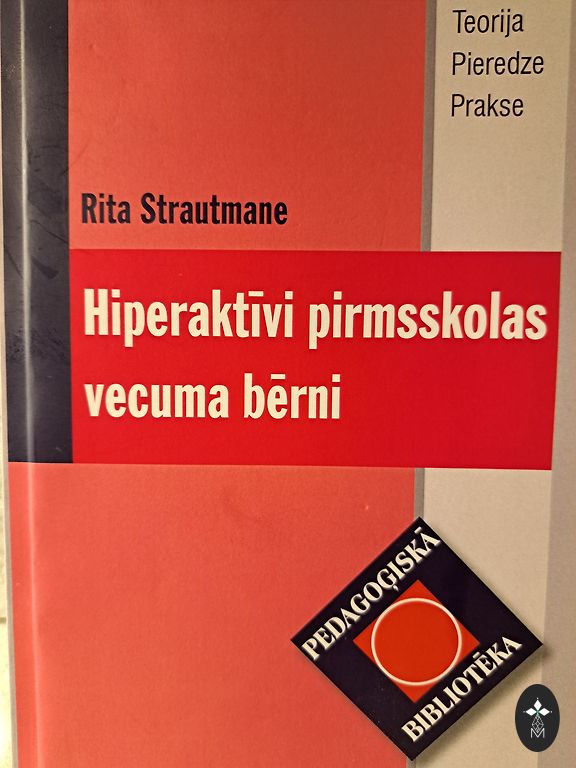 Teorija
Pieredze
Prakse
Rita Strautmane
Hiperaktīvi pirmsskolas
vecuma bērni
PEDAGOĢISKĀ
BIBLIOTĒKA
M